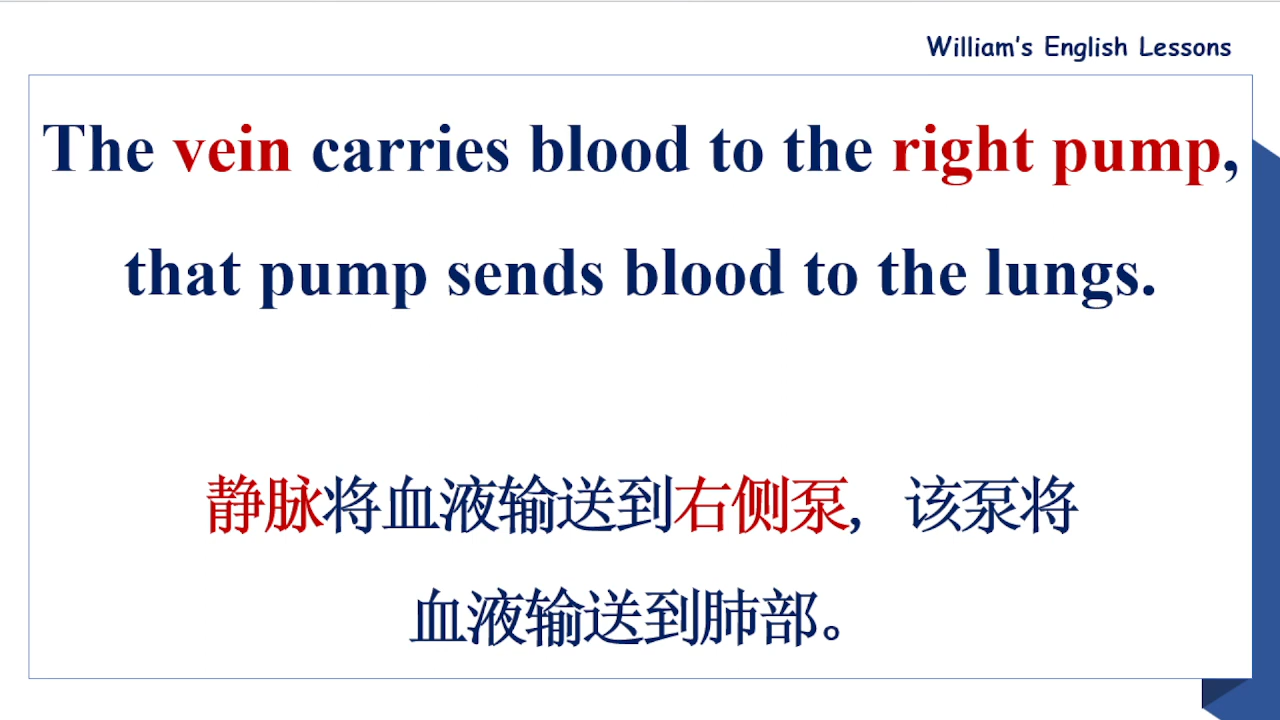 William's English Lessons
The vein carries blood to the right pump,
that pump sends blood to the lungs.
静脉将血液输送到右侧泵,该泵将
血液输送到肺部。